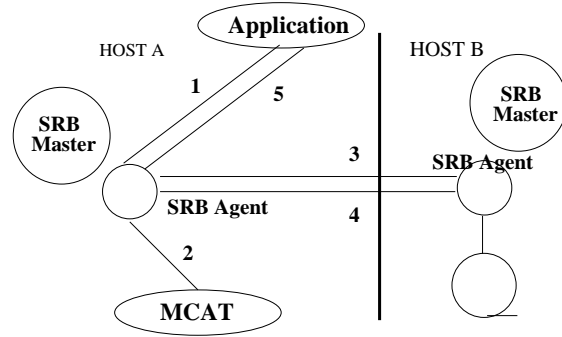 Application
HOST A
HOST B
1
5
SRB
Master
SRB
Master
3
SRB Agent
SRB Agent
4
2
MCAT